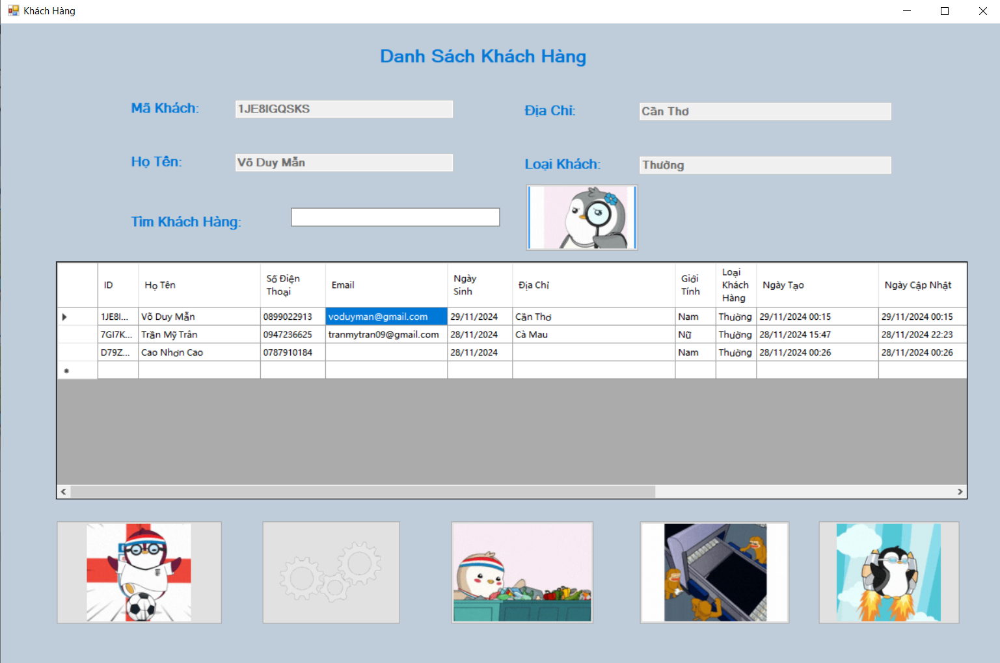 Khách Hàng
Danh Sách Khách Hàng
Mã Khách: 1JE8IGQSKS
Địa Chỉ: Cần Thơ
Họ Tên: Võ Duy Mẫn
Loại Khách: Thường
Tìm Khách Hàng:
ID Họ Tên Số Điện Thoại Email Ngày Sinh Địa Chỉ Giới Tính Loại Khách Hàng Ngày Tạo Ngày Cập Nhật
1JE8I... Võ Duy Mẫn 0899022913 voduyman@gmail.com 29/11/2024 Cần Thơ Nam Thường 29/11/2024 00:15 29/11/2024 00:15
7GI7K... Trần Mỹ Trân 0947236625 tranmytran09@gmail.com 28/11/2024 Cà Mau Nữ Thường 28/11/2024 15:47 28/11/2024 22:23
D79Z... Cao Nhơn Cao 0787910184 28/11/2024 Nam Thường 28/11/2024 00:26 28/11/2024 00:26